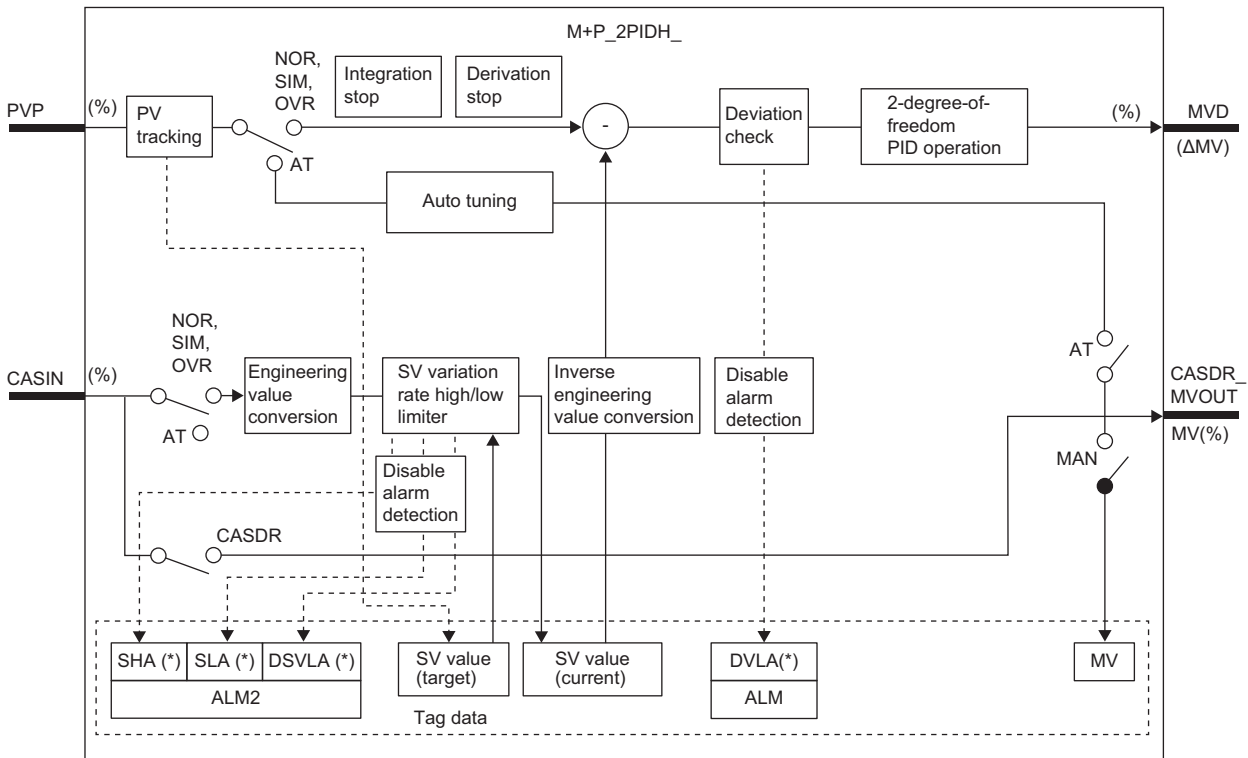 M+P_2PIDH_
PVP
(%)
PV
tracking
NOR,
SIM,
OVR
AT
Integration
stop
Derivation
stop
-
Deviation
check
2-degree-of-
freedom
PID operation
(%)
MVD
(ΔMV)
Auto tuning
CASIN
(%)
NOR,
SIM,
OVR
AT
Engineering
value
conversion
SV variation
rate high/low
limiter
Inverse
engineering
value conversion
Disable
alarm
detection
AT
CASDR_
MVOUT
MV(%)
MAN
Disable
alarm
detection
CASDR
SHA (*)
SLA (*)
DSVLA (*)
ALM2
SV value
(target)
SV value
(current)
DVLA(*)
ALM
MV
Tag data